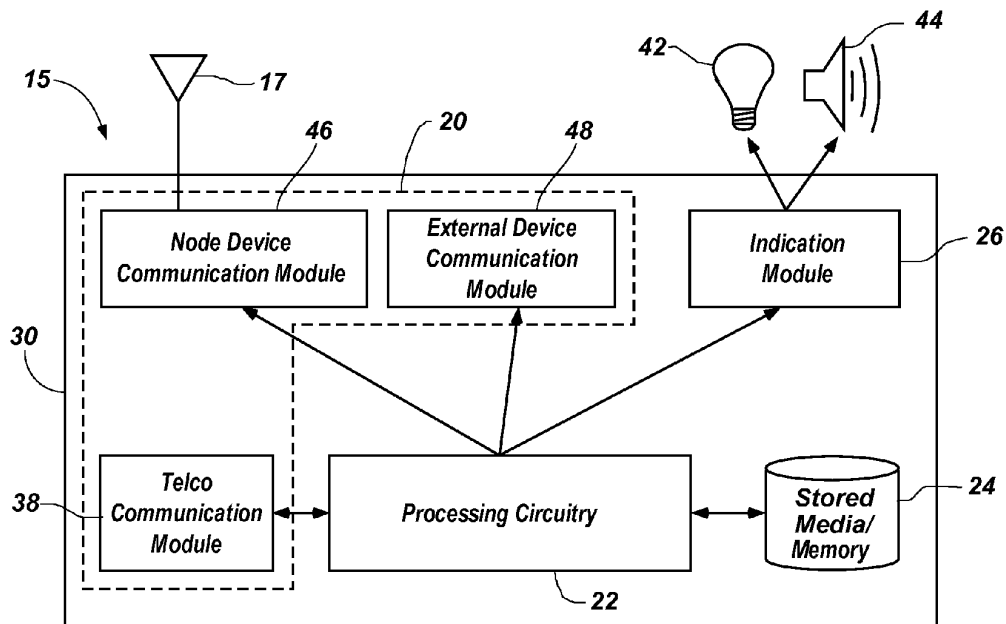 44
42
17
15
20
46
48
Node Device
Communication Module
External Device
Communication
Module
Indication
Module
26
30
Telco
Communication
Module
38
Processing Circuitry
Stored
Media/
Memory
24
22